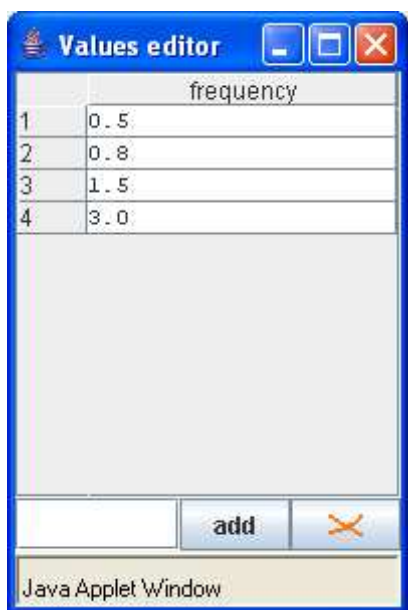 Values editor
frequency
1 0.5
2 0.8
3 1.5
4 3.0
add
Java Applet Window